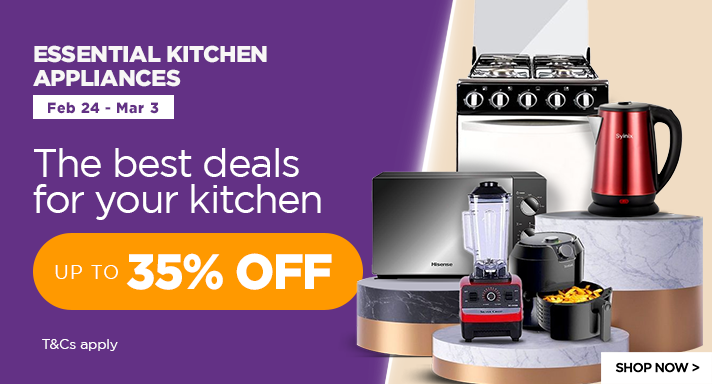 ESSENTIAL KITCHEN
APPLIANCES
Feb 24 - Mar 3
The best deals
for your kitchen
UP TO 35% OFF
T&Cs apply
Hisense
Sylnix
SHOP NOW >